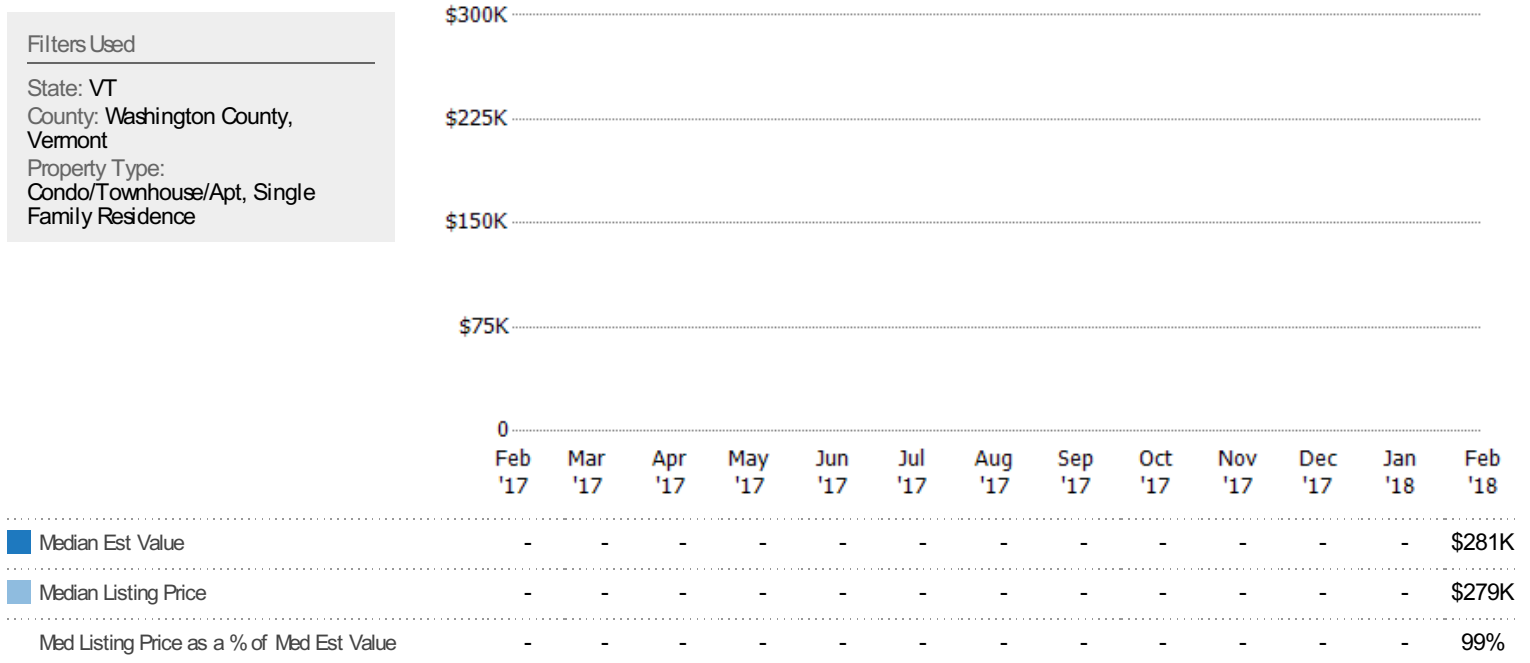 Filters Used
State: VT
County: Washington County,
Vermont
Property Type:
Condo/Townhouse/Apt, Single
Family Residence
$300K
$225K
$150K
$75K
0
Feb Mar Apr May Jun Jul Aug Sep Oct Nov Dec Jan Feb
'17 '17 '17 '17 '17 '17 '17 '17 '17 '17 '17 '18 '18
Median Est Value - - - - - - - - - - - - $281K
Median Listing Price - - - - - - - - - - - - $279K
Med Listing Price as a % of Med Est Value - - - - - - - - - - - - 99%